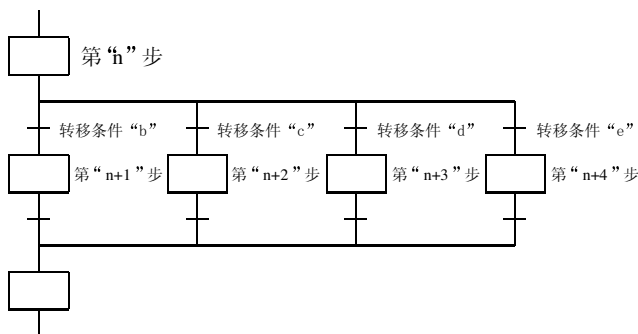 第“n”步
转移条件“b” 转移条件“c” 转移条件“d” 转移条件“e”
第“n+1”步 第“n+2”步 第“n+3”步 第“n+4”步